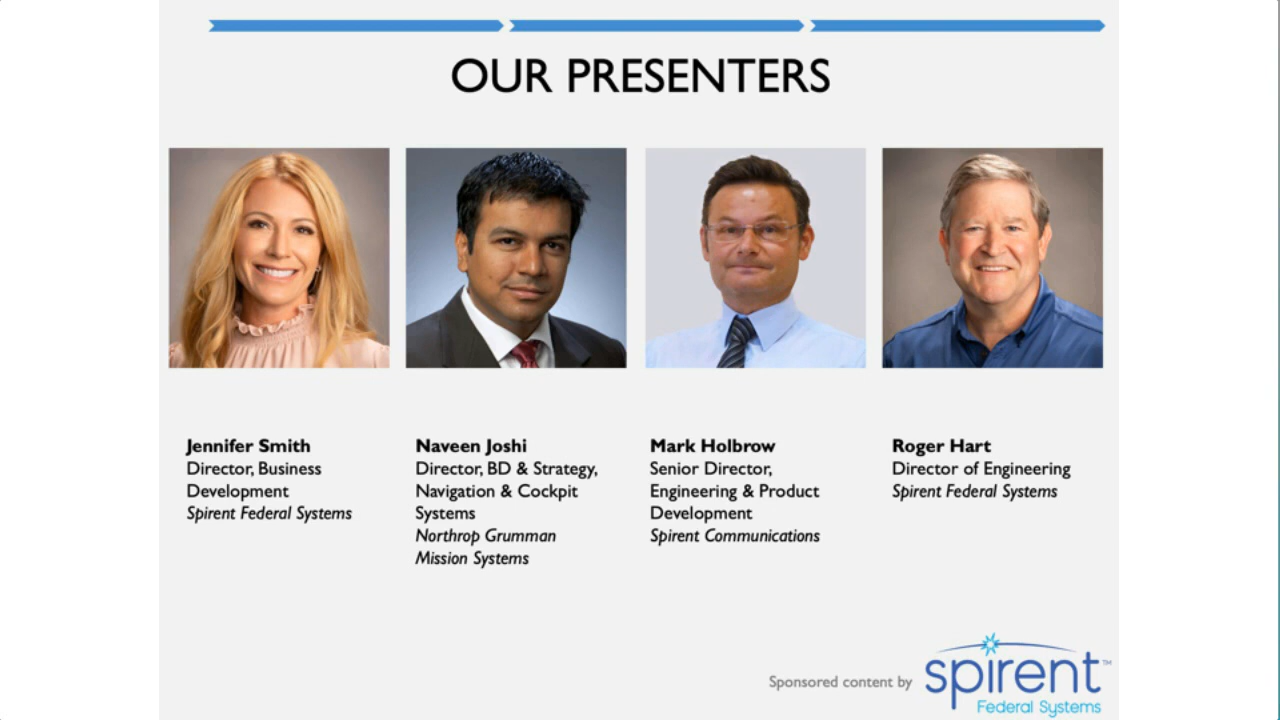 OUR PRESENTERS
Jennifer Smith
Director, Business
Development
Spirent Federal Systems
Naveen Joshi
Director, BD & Strategy,
Navigation & Cockpit
Systems
Northrop Grumman
Mission Systems
Mark Holbrow
Senior Director,
Engineering & Product
Development
Spirent Communications
Roger Hart
Director of Engineering
Spirent Federal Systems
Sponsored content by
spirent™
Federal Systems